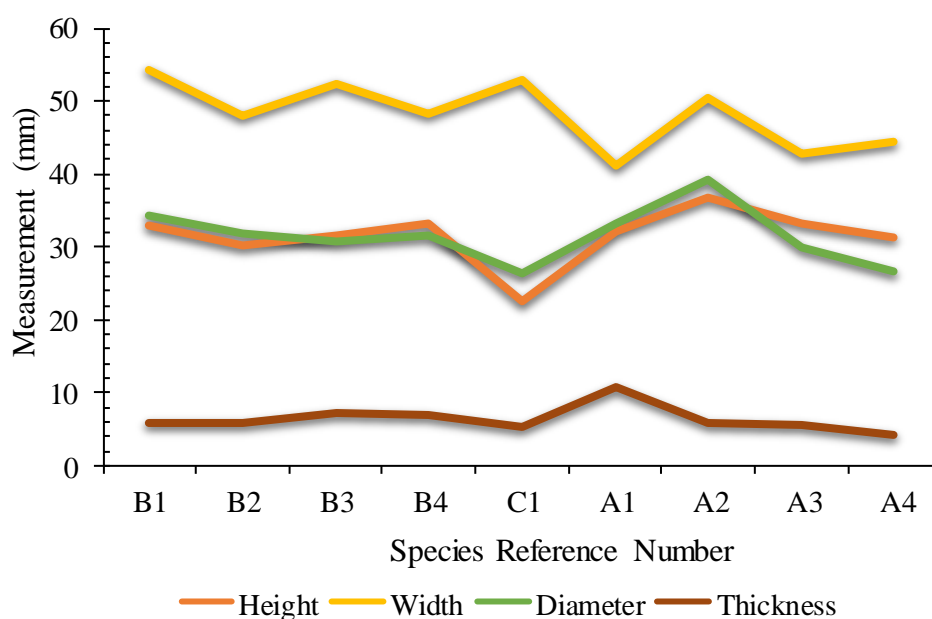 60
50
40
30
20
10
0
Measurement (mm)
B1 B2 B3 B4 C1 A1 A2 A3 A4
Species Reference Number
Height Width Diameter Thickness